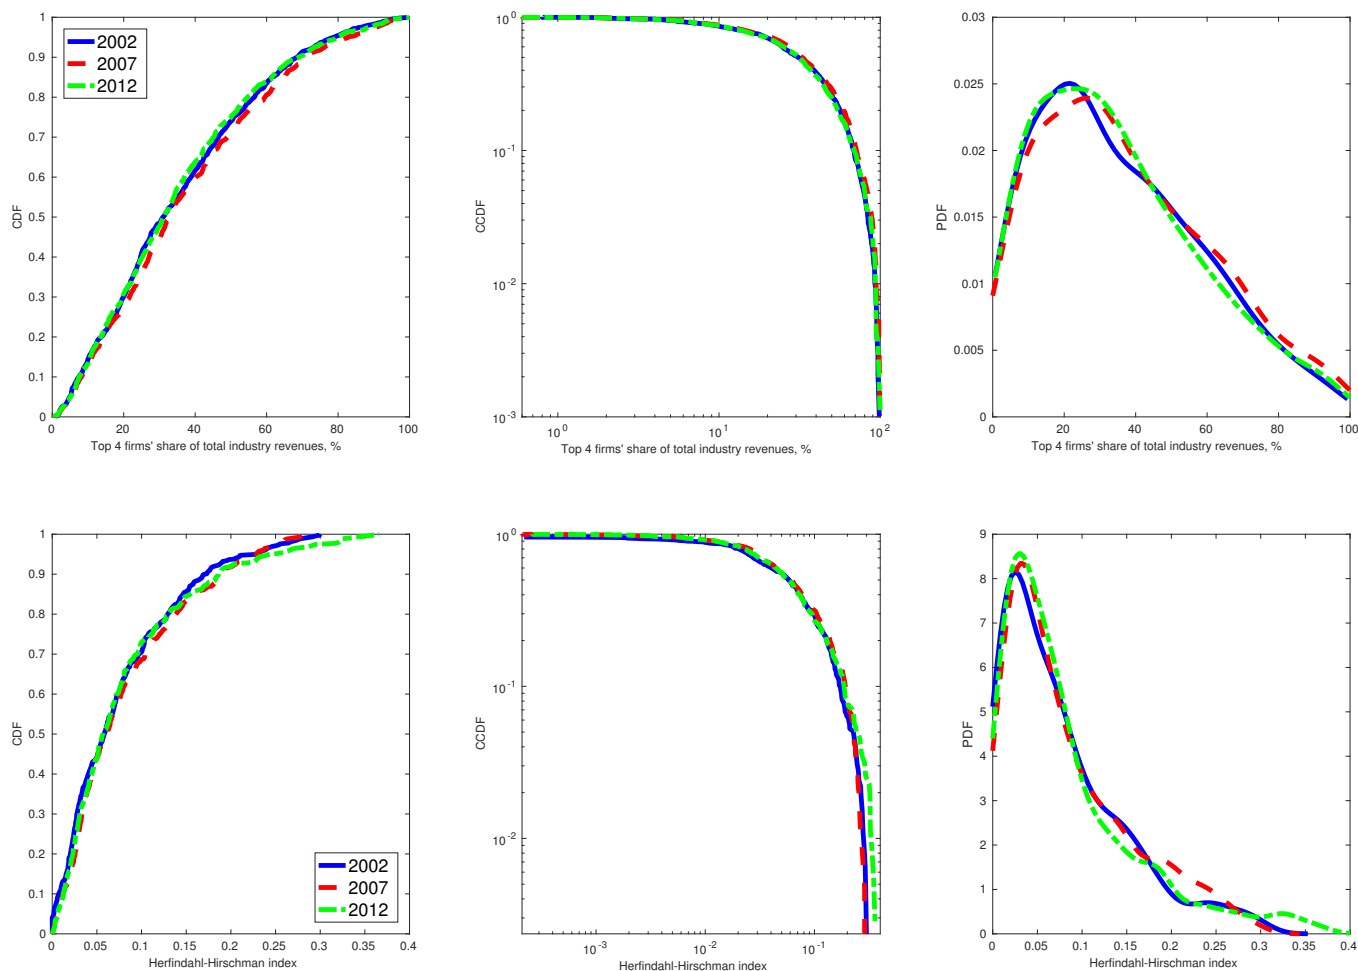 1
0.9
0.8
0.7
0.6
0.5
0.4
0.3
0.2
0.1
0
CDF
2002
2007
2012
0 20 40 60 80 100
Top 4 firms' share of total industry revenues, %
10^0
10^-1
10^-2
10^-3
CCDF
10^0 10^1 10^2
Top 4 firms' share of total industry revenues, %
0.03
0.025
0.02
0.015
0.01
0.005
0
PDF
0 20 40 60 80 100
Top 4 firms' share of total industry revenues, %
1
0.9
0.8
0.7
0.6
0.5
0.4
0.3
0.2
0.1
0
CDF
2002
2007
2012
0 0.05 0.1 0.15 0.2 0.25 0.3 0.35 0.4
Herfindahl-Hirschman index
10^0
10^-1
10^-2
CCDF
10^-3 10^-2 10^-1
Herfindahl-Hirschman index
9
8
7
6
5
4
3
2
1
0
PDF
0 0.05 0.1 0.15 0.2 0.25 0.3 0.35 0.4
Herfindahl-Hirschman index